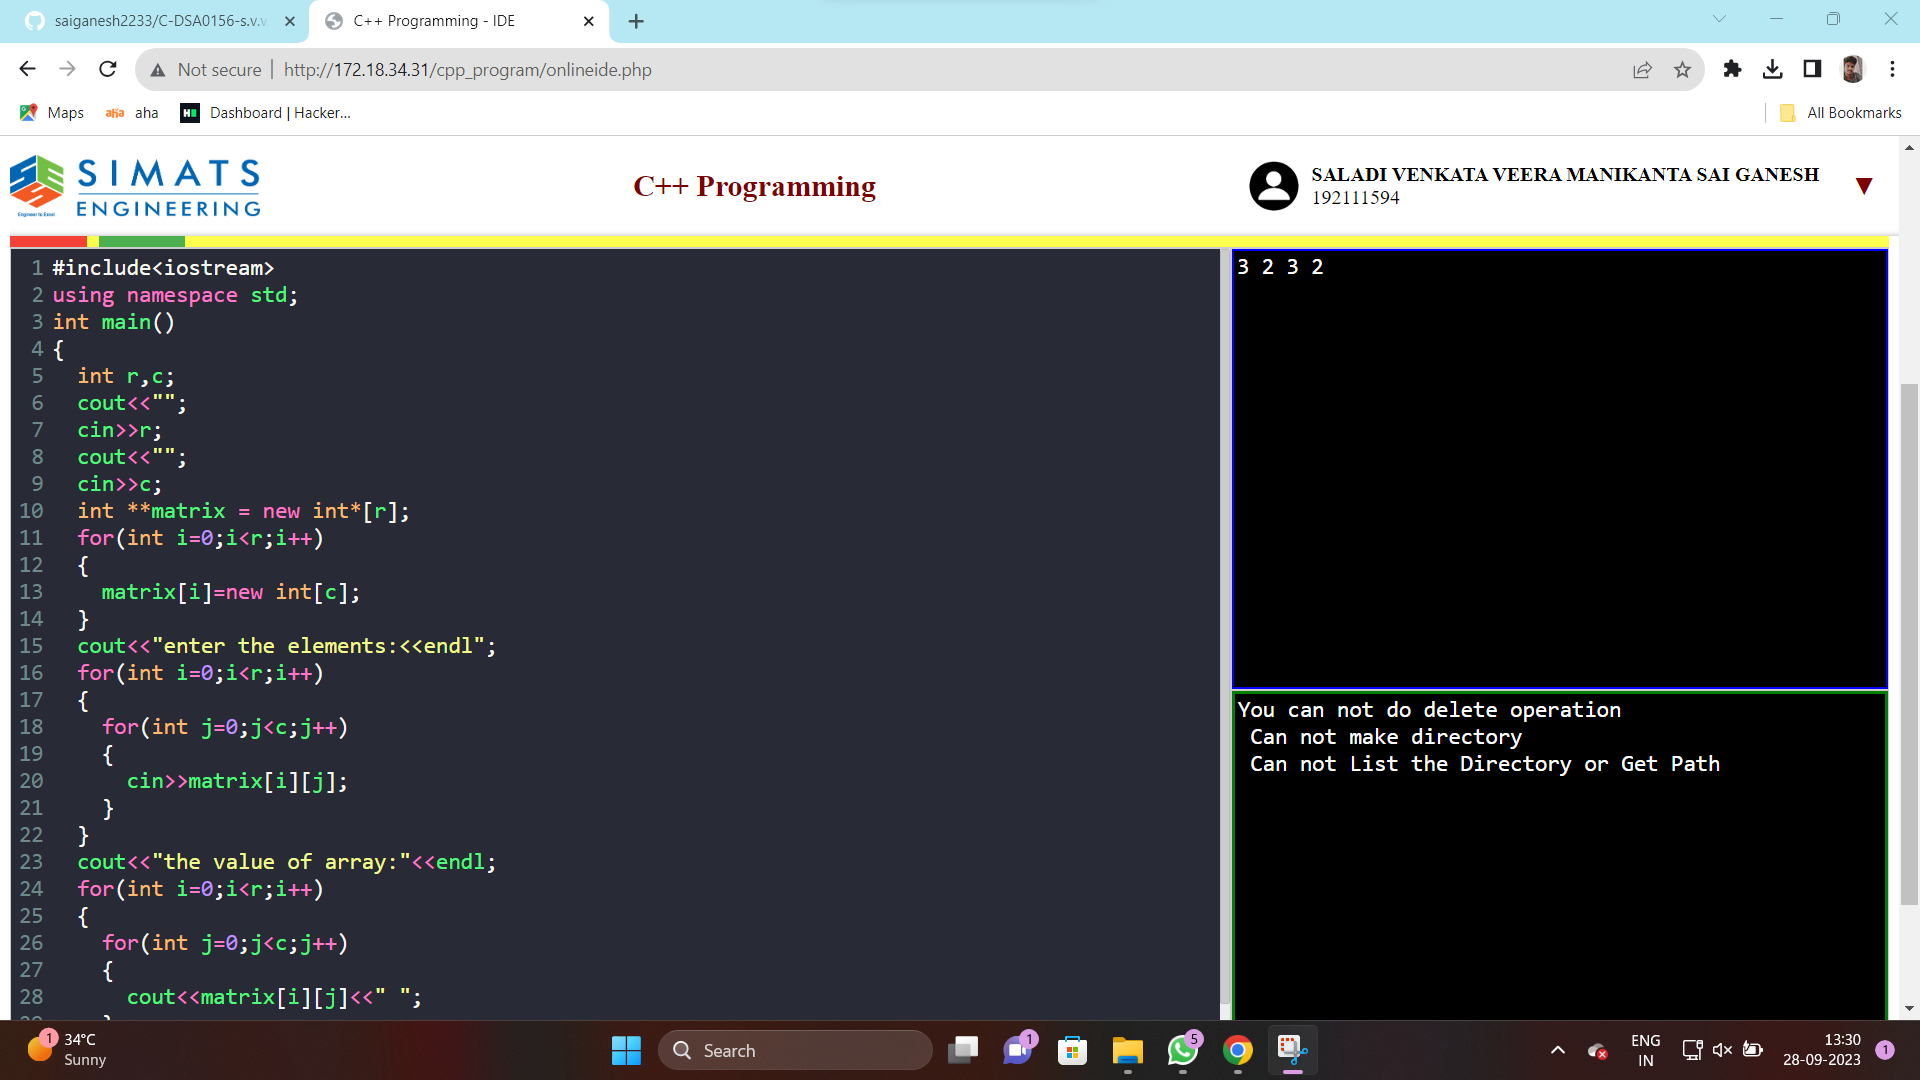 saiganesh2233/C-DSA0156-s.v.v
C++ Programming - IDE
Not secure
http://172.18.34.31/cpp_program/onlineide.php
Maps
aha
aha
Dashboard | Hacker...
All Bookmarks
SIMATS
ENGINEERING
Engineer to Excel
C++ Programming
SALADI VENKATA VEERA MANIKANTA SAI GANESH
192111594
1 #include<iostream>
2 using namespace std;
3 int main()
4 {
5 int r,c;
6 cout<<"";
7 cin>>r;
8 cout<<"";
9 cin>>c;
10 int **matrix = new int*[r];
11 for(int i=0;i<r;i++)
12 {
13 matrix[i]=new int[c];
14 }
15 cout<<"enter the elements:<<endl";
16 for(int i=0;i<r;i++)
17 {
18 for(int j=0;j<c;j++)
19 {
20 cin>>matrix[i][j];
21 }
22 }
23 cout<<"the value of array:"<<endl;
24 for(int i=0;i<r;i++)
25 {
26 for(int j=0;j<c;j++)
27 {
28 cout<<matrix[i][j]<<" ";
3 2 3 2
You can not do delete operation
Can not make directory
Can not List the Directory or Get Path
1
34°C
Sunny
Search
1
5
ENG
IN
13:30
28-09-2023
1